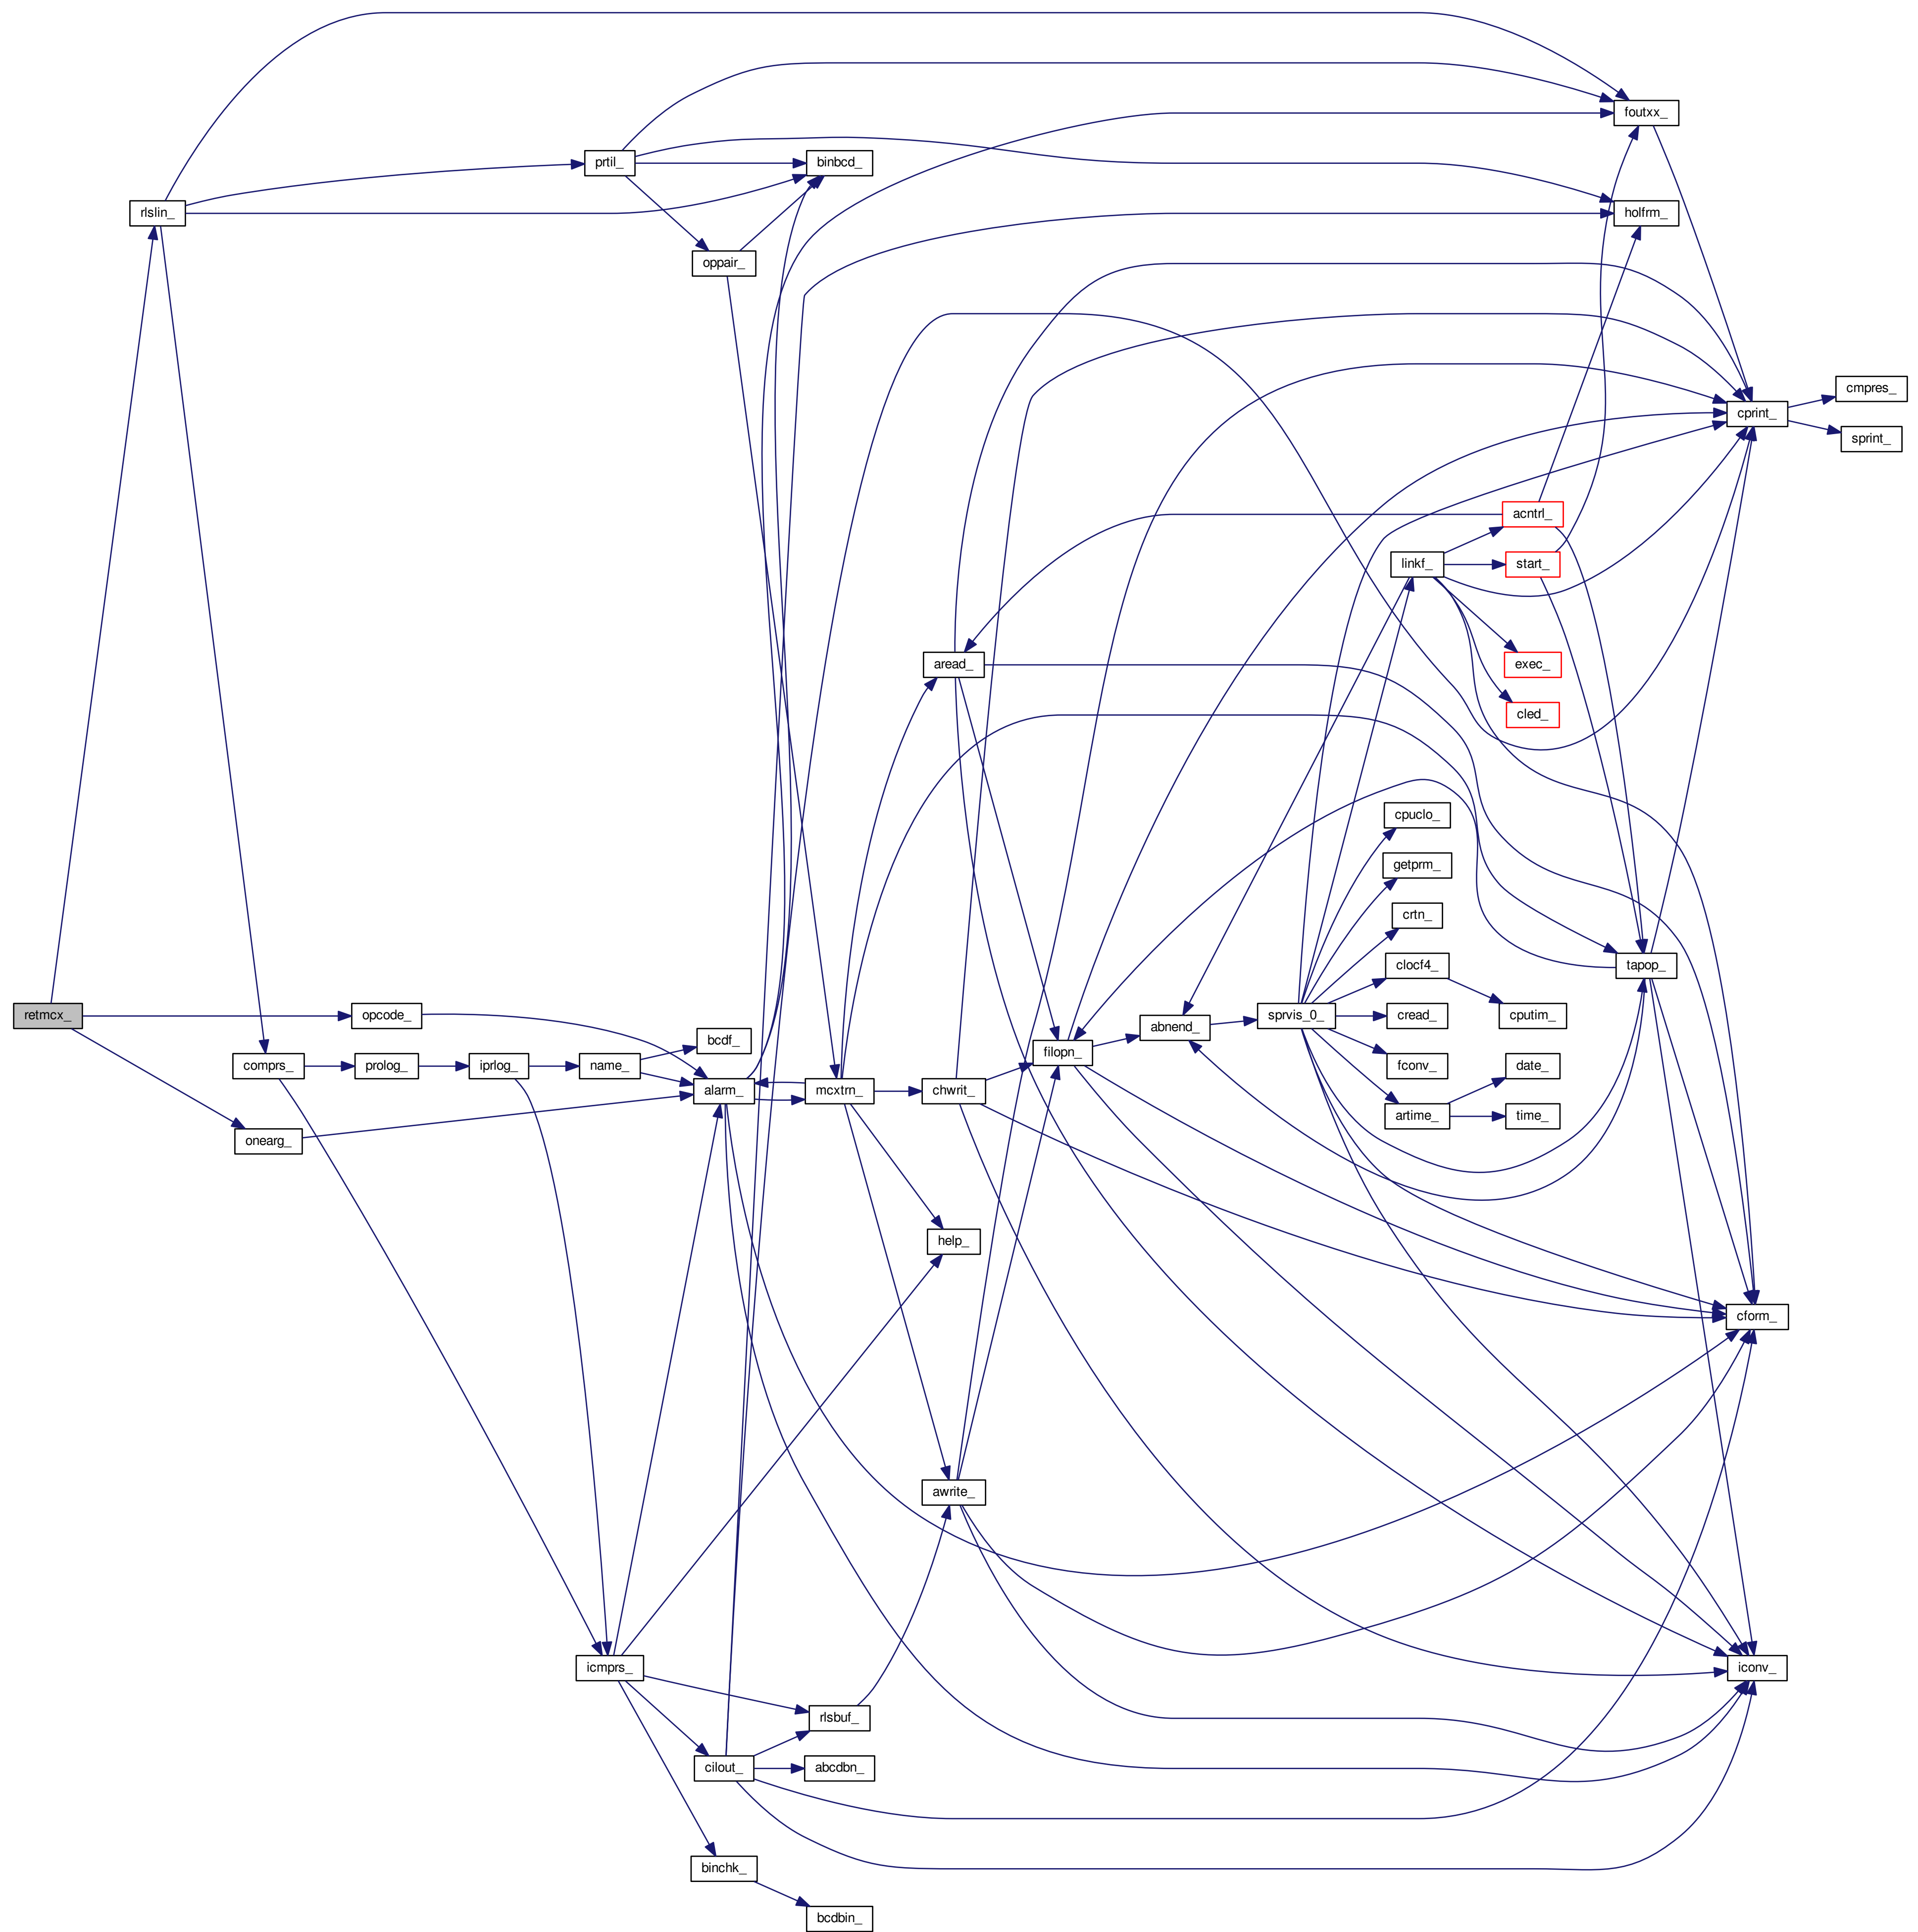 foutxx_
prtil_
binbcd_
rlslin_
holfrm_
oppair_
cmpres_
cprint_
sprint_
acntrl_
linkf_
start_
aread_
exec_
cled_
cpuclo_
getprm_
crtn_
clocf4_
tapop_
retmcx_
opcode_
sprvis_0_
cread_
cputim_
abnend_
bcdf_
filopn_
comprs_
prolog_
iprlog_
name_
fconv_
date_
alarm_
mcxtrn_
chwrit_
artime_
time_
onearg_
help_
cform_
awrite_
icmprs_
iconv_
rlsbuf_
cilout_
abcdbn_
binchk_
bcdbin_